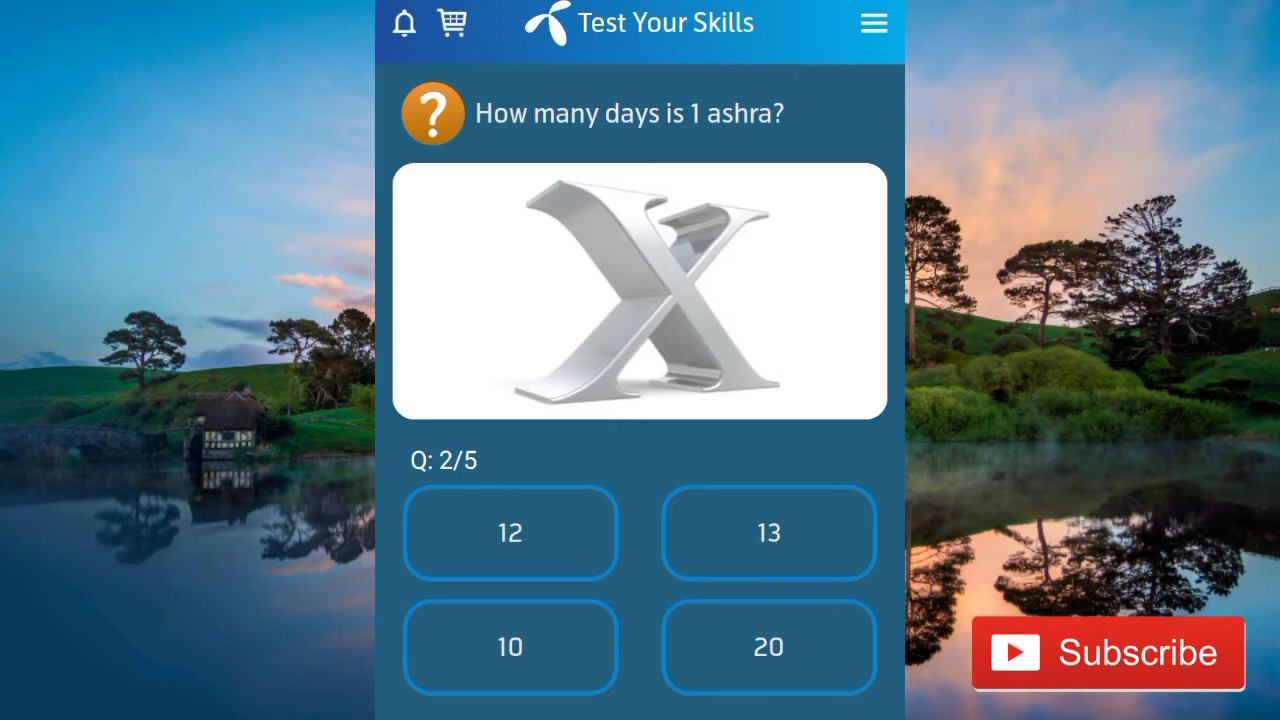 Test Your Skills
?
How many days is 1 ashra?
X
Q: 2/5
12
13
10
20
Subscribe